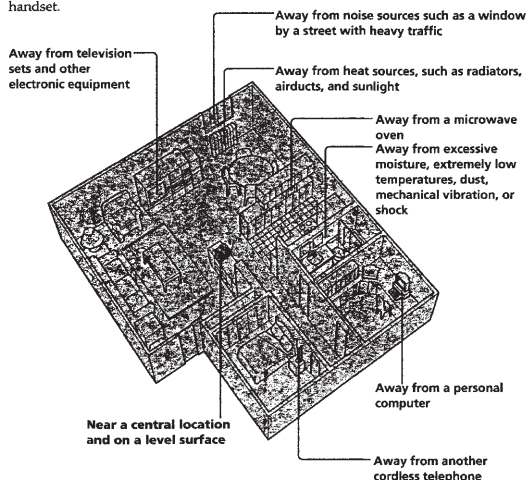 handset.
Away from noise sources such as a window
by a street with heavy traffic
Away from television
sets and other
electronic equipment
Away from heat sources, such as radiators,
airducts, and sunlight
Away from a microwave
oven
Away from excessive
moisture, extremely low
temperatures, dust,
mechanical vibration, or
shock
Away from a personal
computer
Near a central location
and on a level surface
Away from another
cordless telephone